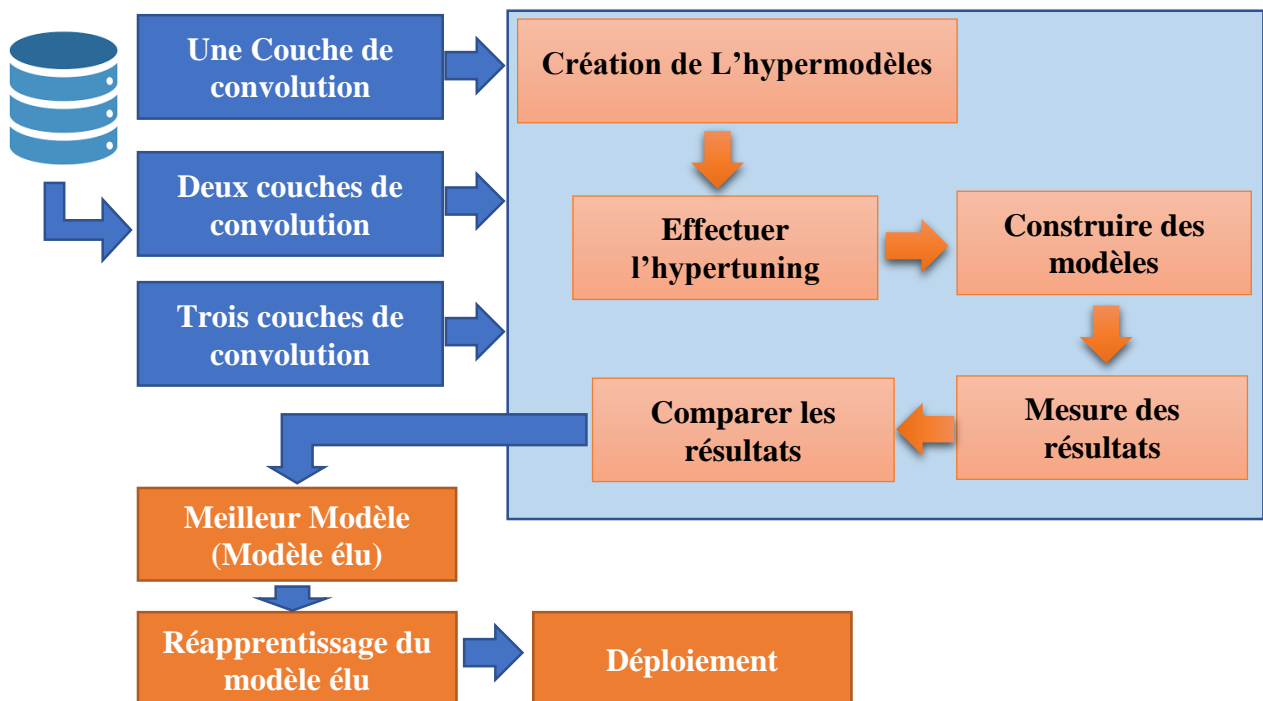 Une Couche de
convolution
Création de L’hypermodèles
Deux couches de
convolution
Effectuer
l’hypertuning
Construire des
modèles
Trois couches de
convolution
Comparer les
résultats
Mesure des
résultats
Meilleur Modèle
(Modèle élu)
Réapprentissage du
modèle élu
Déploiement